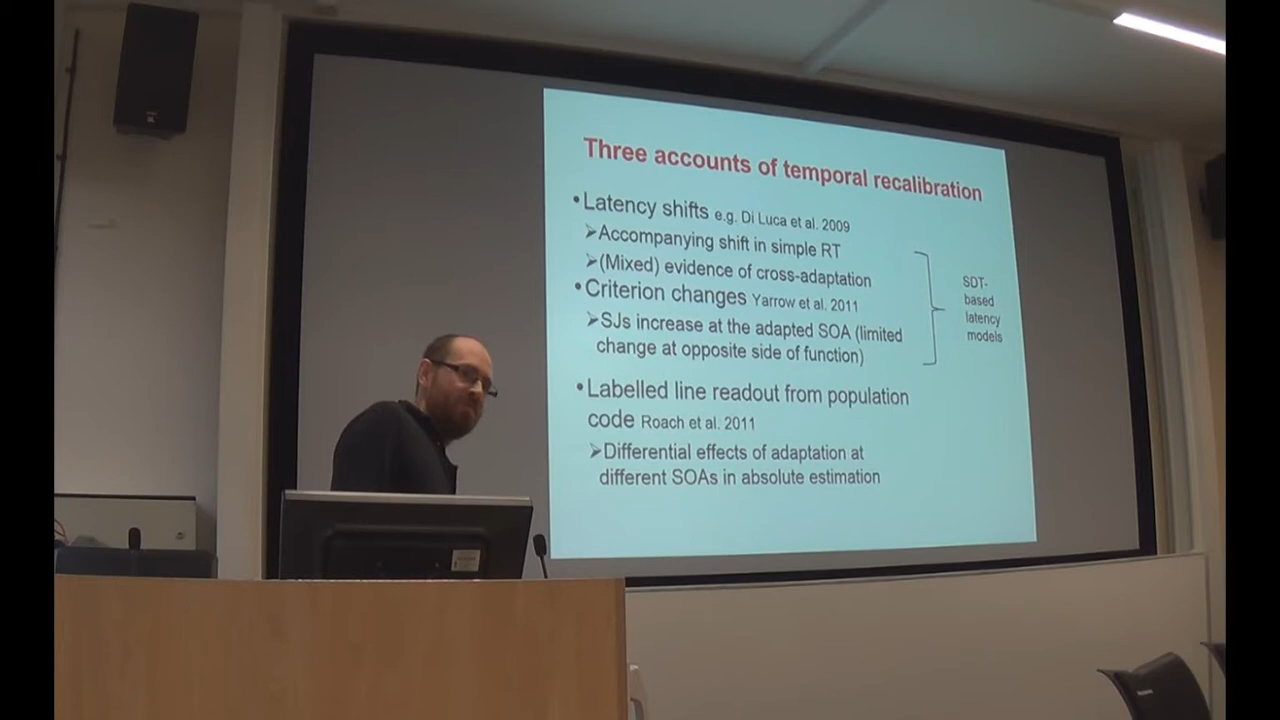 Three accounts of temporal recalibration
•Latency shifts e.g. Di Luca et al. 2009
➢Accompanying shift in simple RT
➢(Mixed) evidence of cross-adaptation
•Criterion changes Yarrow et al. 2011
➢SJs increase at the adapted SOA (limited
change at opposite side of function)
SDT-
based
latency
models
•Labelled line readout from population
code Roach et al. 2011
➢Differential effects of adaptation at
different SOAs in absolute estimation